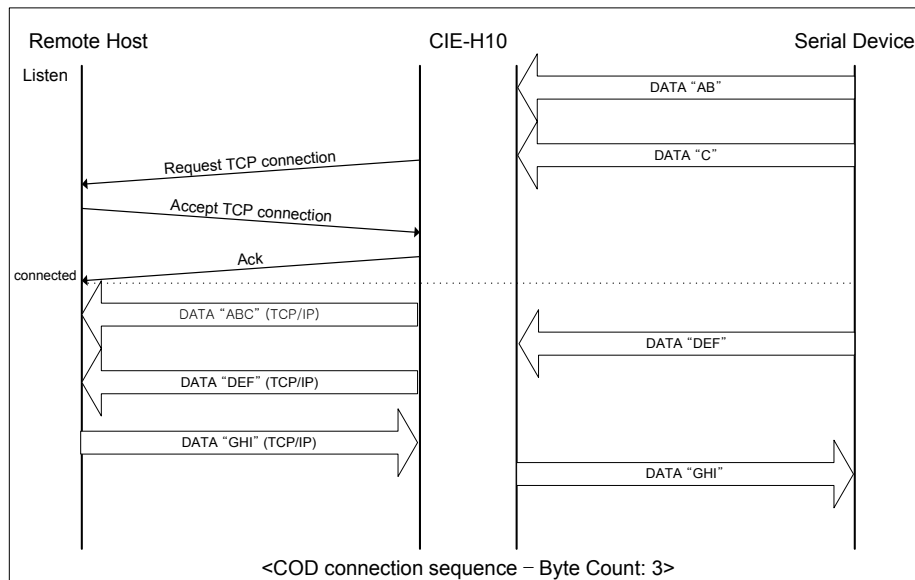 Remote Host
CIE-H10
Serial Device
Listen
DATA “AB”
DATA “C”
Request TCP connection
Accept TCP connection
Ack
connected
DATA “ABC” (TCP/IP)
DATA “DEF”
DATA “DEF” (TCP/IP)
DATA “GHI” (TCP/IP)
DATA “GHI”
<COD connection sequence – Byte Count: 3>